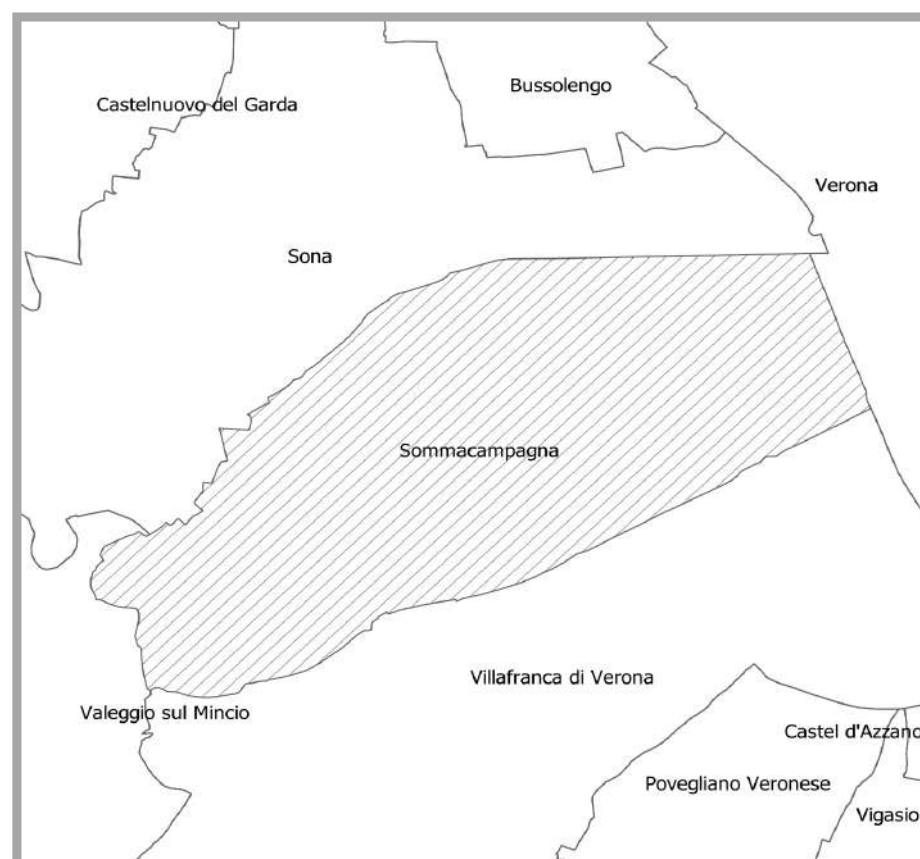 Bussolengo
Castelnuovo del Garda
Verona
Sona
Sommacampagna
Villafranca di Verona
Valeggio sul Mincio
Castel d'Azzano
Povegliano Veronese
Vigasio